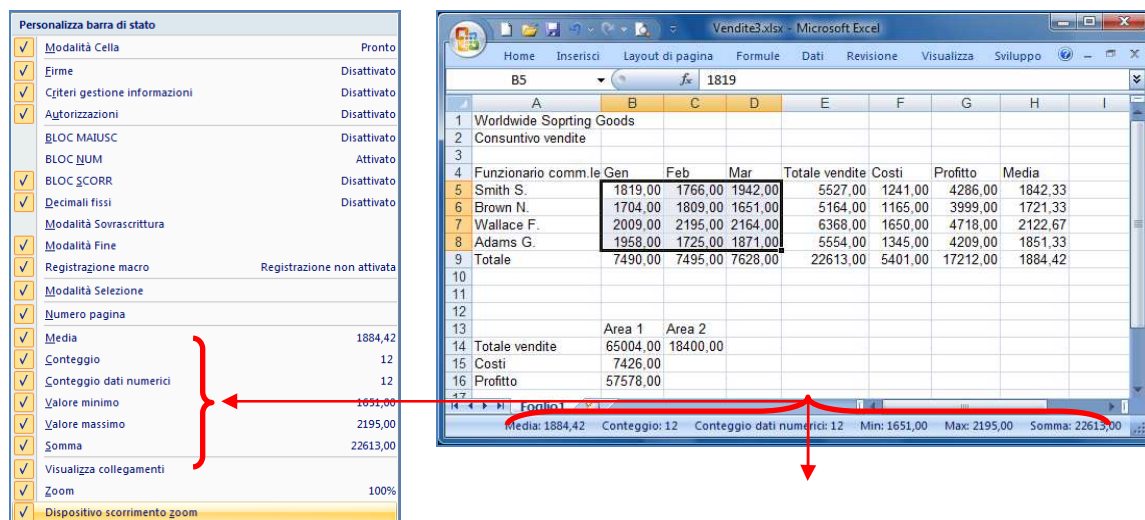 Personalizza barra di stato
Modalità Cella Pronto
Firme Disattivato
Criteri gestione informazioni Disattivato
Autorizzazioni Disattivato
BLOC MAIUSC Disattivato
BLOC NUM Attivato
BLOC SCORR Disattivato
Decimali fissi Disattivato
Modalità Sovrascrittura
Modalità Fine
Registrazione macro Registrazione non attivata
Modalità Selezione
Numero pagina
Media 1884,42
Conteggio 12
Conteggio dati numerici 12
Valore minimo 1651,00
Valore massimo 2195,00
Somma 22613,00
Visualizza collegamenti
Zoom 100%
Dispositivo scorrimento zoom
Vendite3.xlsx - Microsoft Excel
Home Inserisci Layout di pagina Formule Dati Revisione Visualizza Sviluppo
B5 fx 1819
A B C D E F G H I
1 Worldwide Soprting Goods
2 Consuntivo vendite
3
4 Funzionario comm.le Gen Feb Mar Totale vendite Costi Profitto Media
5 Smith S. 1819,00 1766,00 1942,00 5527,00 1241,00 4286,00 1842,33
6 Brown N. 1704,00 1809,00 1651,00 5164,00 1165,00 3999,00 1721,33
7 Wallace F. 2009,00 2195,00 2164,00 6368,00 1650,00 4718,00 2122,67
8 Adams G. 1958,00 1725,00 1871,00 5554,00 1345,00 4209,00 1851,33
9 Totale 7490,00 7495,00 7628,00 22613,00 5401,00 17212,00 1884,42
10
11
12
13 Area 1 Area 2
14 Totale vendite 65004,00 18400,00
15 Costi 7426,00
16 Profitto 57578,00
17
Foglio1
Media: 1884,42 Conteggio: 12 Conteggio dati numerici: 12 Min: 1651,00 Max: 2195,00 Somma: 22613,00